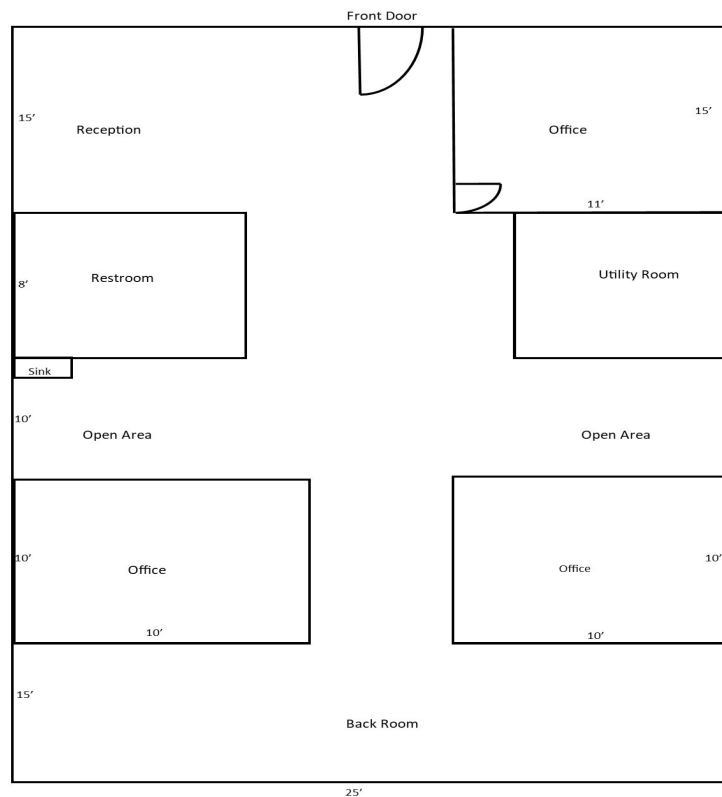 Front Door
15’
15’
Reception
Office
11’
Restroom
Utility Room
8’
Sink
10’
Open Area
Open Area
10’
Office
Office
10’
10’
10’
15’
Back Room
25’